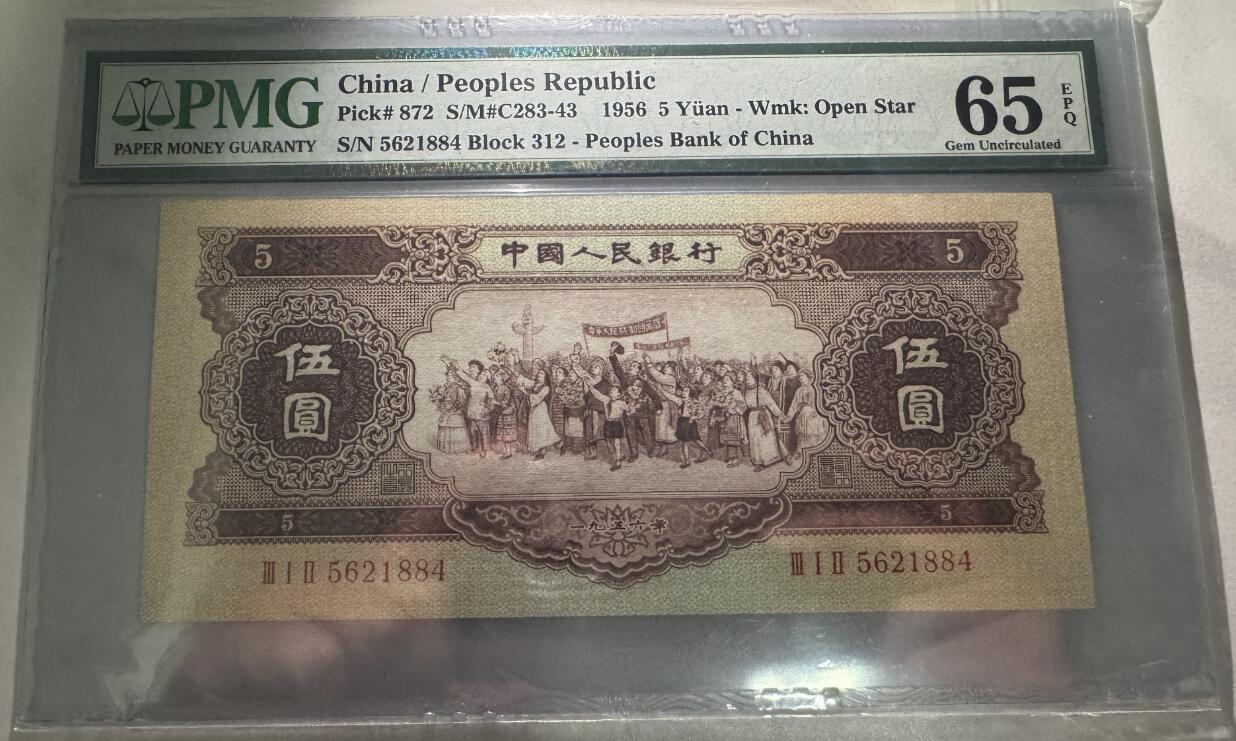 PMG
PAPER MONEY GUARANTY
China / Peoples Republic
Pick# 872 S/M#C283-43 1956 5 Yüan - Wmk: Open Star
S/N 5621884 Block 312 - Peoples Bank of China
65
EPQ
Gem Uncirculated
5
中國人民銀行
5
伍圓
伍圓
5
一九五六年
5
Ⅲ Ⅰ Ⅱ 5621884
Ⅲ Ⅰ Ⅱ 5621884